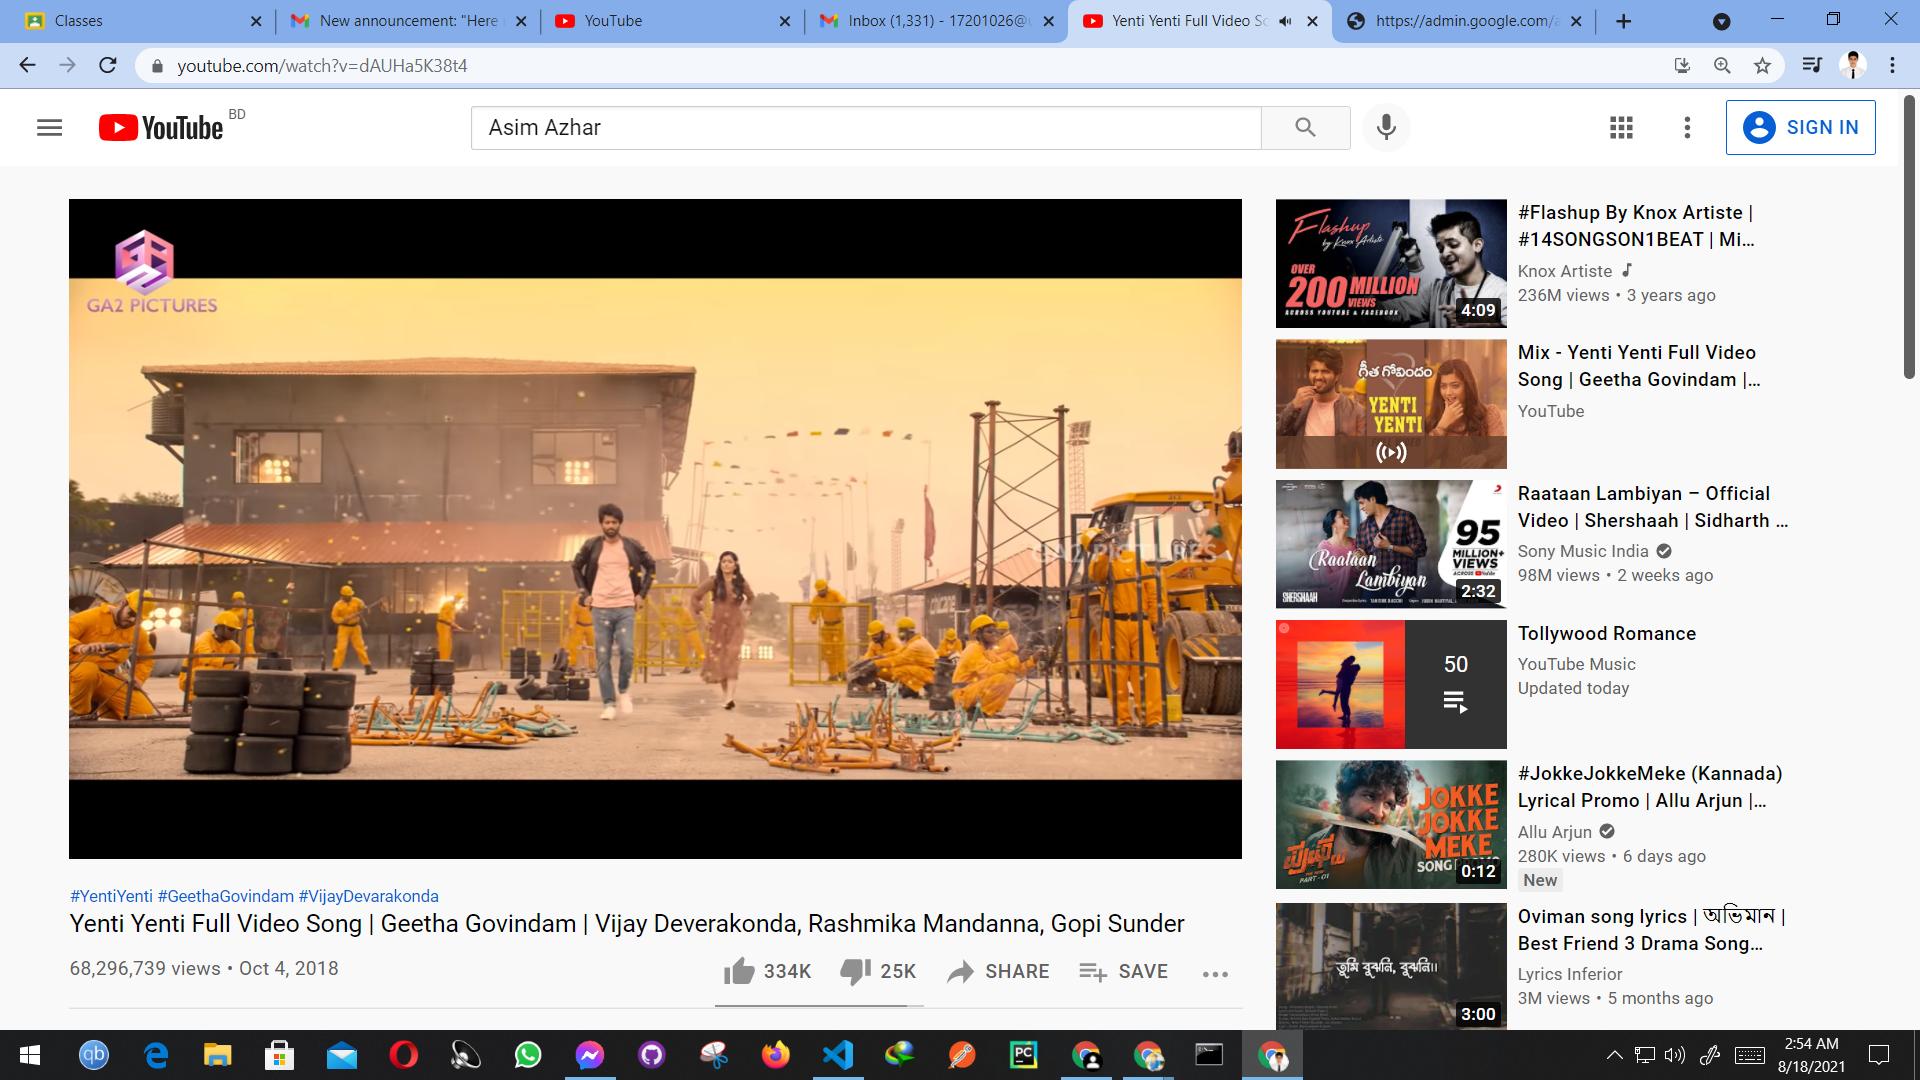 Classes
New announcement: "Here
YouTube
Inbox (1,331) - 17201026@
Yenti Yenti Full Video So
https://admin.google.com/a
youtube.com/watch?v=dAUHa5K38t4
YouTube BD
Asim Azhar
SIGN IN
GA2 PICTURES
GA2 PICTURES
#YentiYenti #GeethaGovindam #VijayDevarakonda
Yenti Yenti Full Video Song | Geetha Govindam | Vijay Deverakonda, Rashmika Mandanna, Gopi Sunder
68,296,739 views • Oct 4, 2018
334K
25K
SHARE
SAVE
Flashup
by Knox Artiste
OVER
200 MILLION
VIEWS
ACROSS YOUTUBE & FACEBOOK
4:09
#Flashup By Knox Artiste |
#14SONGSON1BEAT | Mi...
Knox Artiste
236M views • 3 years ago
గీత గోవిందం
YENTI
YENTI
Mix - Yenti Yenti Full Video
Song | Geetha Govindam |...
YouTube
95
MILLION+
VIEWS
Raataan
Lambiyan
SHERSHAAH
2:32
Raataan Lambiyan – Official
Video | Shershaah | Sidharth ...
Sony Music India
98M views • 2 weeks ago
50
Tollywood Romance
YouTube Music
Updated today
JOKKE
JOKKE
MEKE
ಪುಷ್ಪ
PART-01
0:12
#JokkeJokkeMeke (Kannada)
Lyrical Promo | Allu Arjun |...
Allu Arjun
280K views • 6 days ago
New
তুমি বুঝনি, বুঝনি।।
3:00
Oviman song lyrics | অভিমান |
Best Friend 3 Drama Song...
Lyrics Inferior
3M views • 5 months ago
qb
PC
2:54 AM
8/18/2021